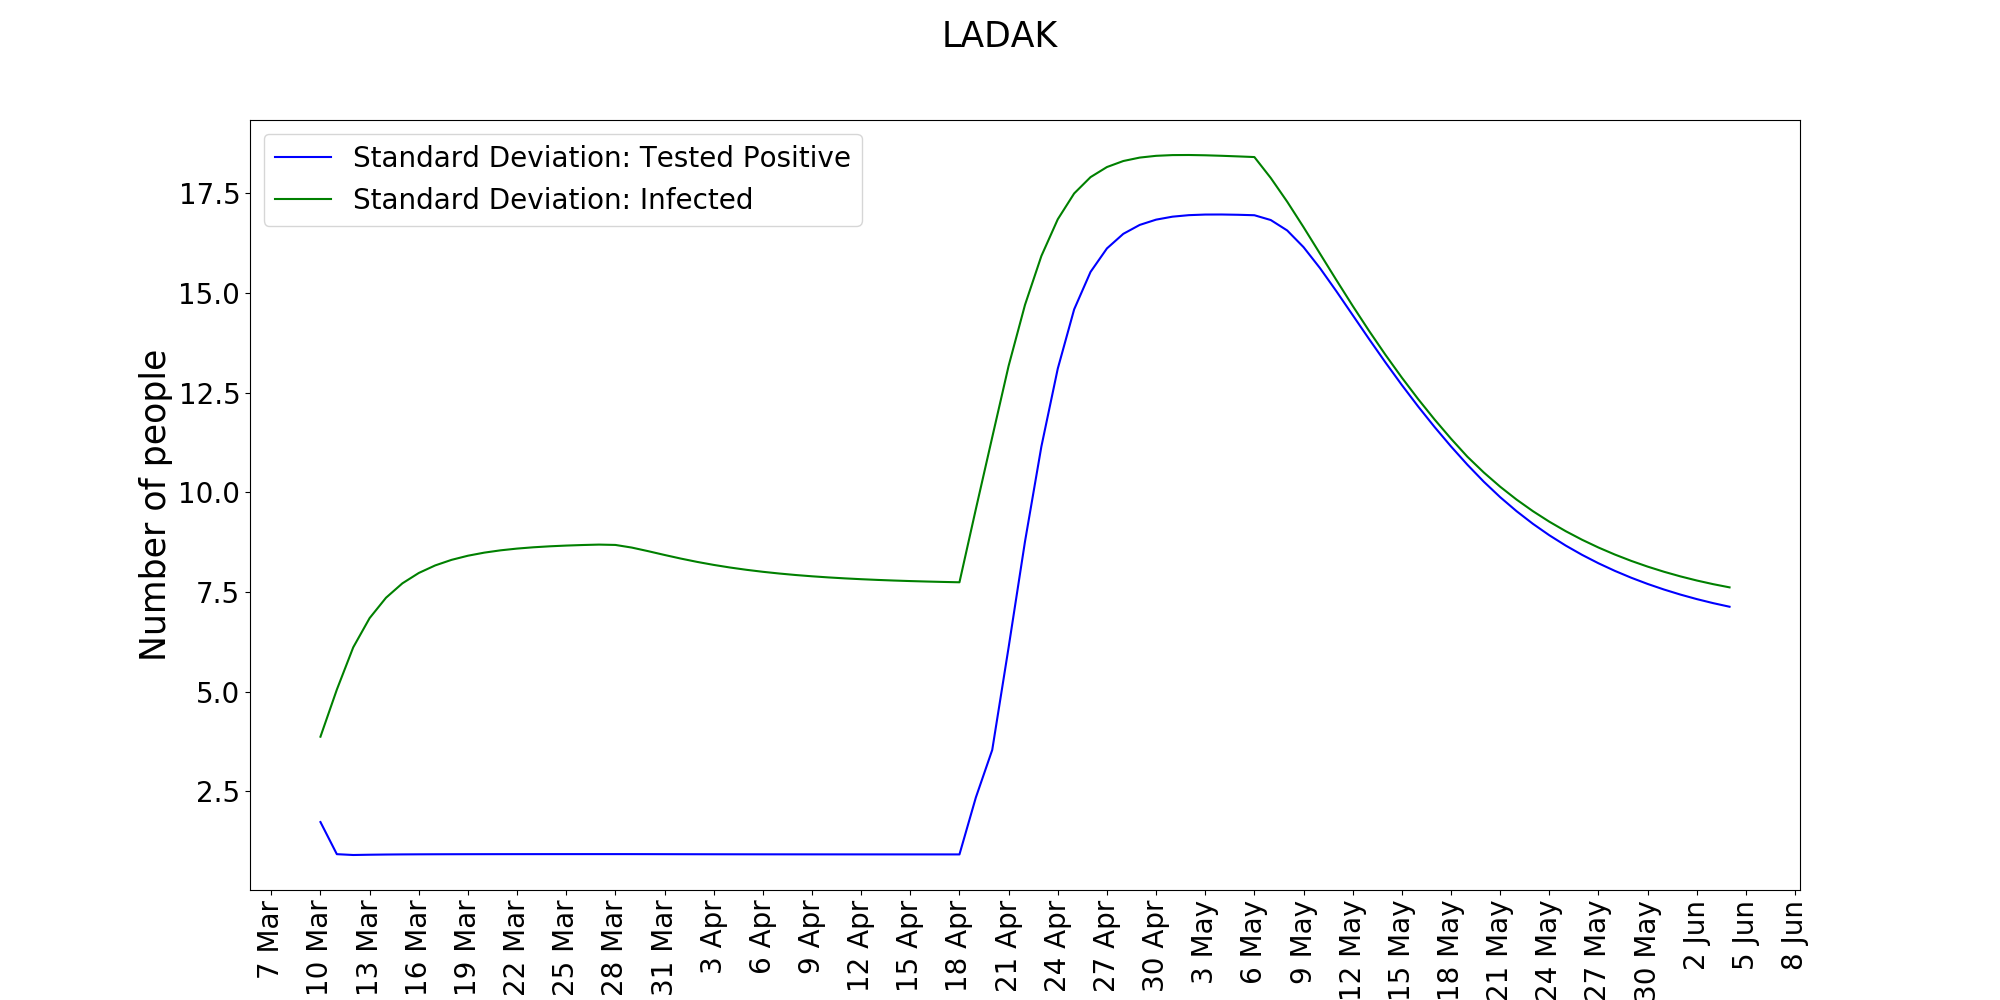 LADAK
Standard Deviation: Tested Positive
Standard Deviation: Infected
Number of people
17.5
15.0
12.5
10.0
7.5
5.0
2.5
7 Mar
10 Mar
13 Mar
16 Mar
19 Mar
22 Mar
25 Mar
28 Mar
31 Mar
3 Apr
6 Apr
9 Apr
12 Apr
15 Apr
18 Apr
21 Apr
24 Apr
27 Apr
30 Apr
3 May
6 May
9 May
12 May
15 May
18 May
21 May
24 May
27 May
30 May
2 Jun
5 Jun
8 Jun